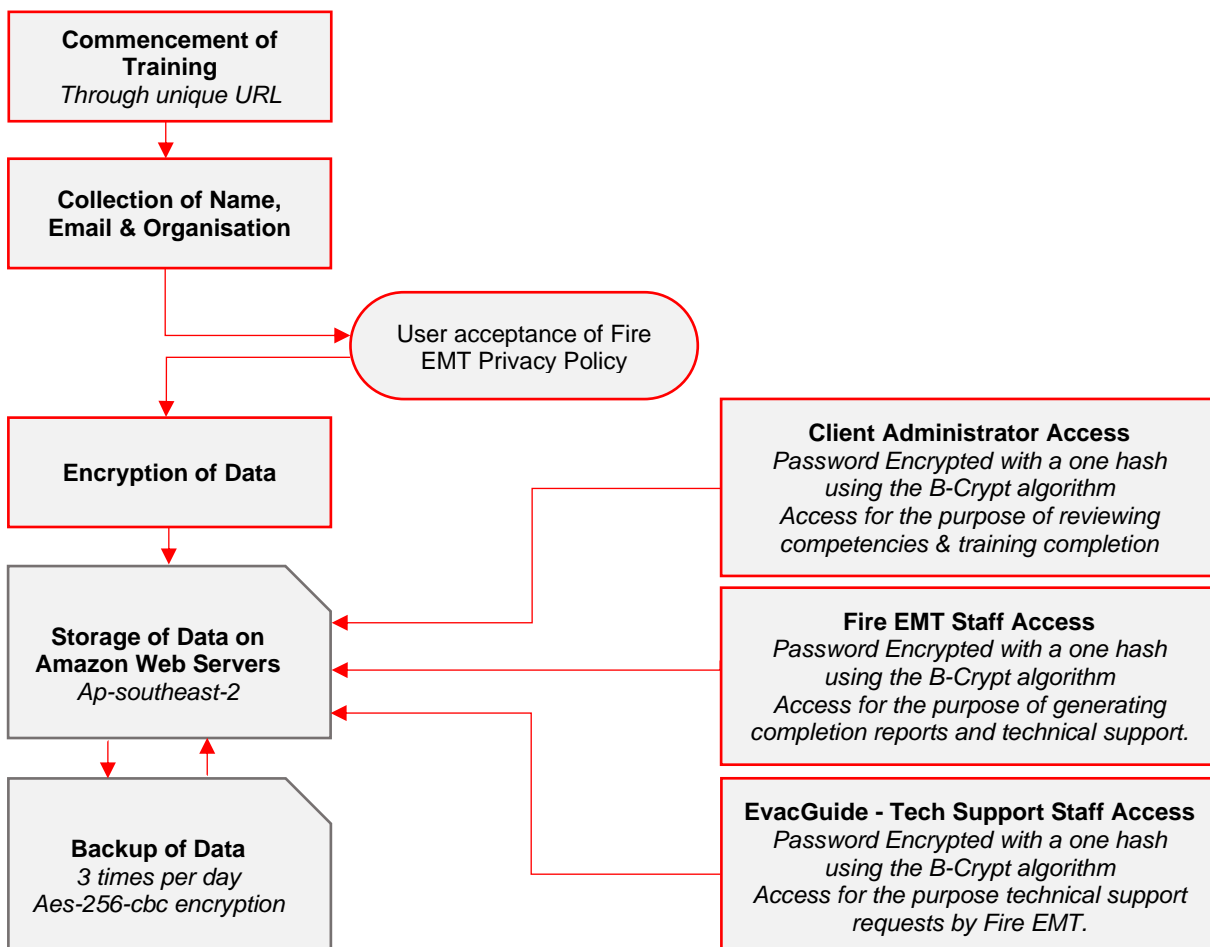 Commencement of
Training
Through unique URL
Collection of Name,
Email & Organisation
User acceptance of Fire
EMT Privacy Policy
Encryption of Data
Storage of Data on
Amazon Web Servers
Ap-southeast-2
Backup of Data
3 times per day
Aes-256-cbc encryption
Client Administrator Access
Password Encrypted with a one hash
using the B-Crypt algorithm
Access for the purpose of reviewing
competencies & training completion
Fire EMT Staff Access
Password Encrypted with a one hash
using the B-Crypt algorithm
Access for the purpose of generating
completion reports and technical support.
EvacGuide - Tech Support Staff Access
Password Encrypted with a one hash
using the B-Crypt algorithm
Access for the purpose technical support
requests by Fire EMT.